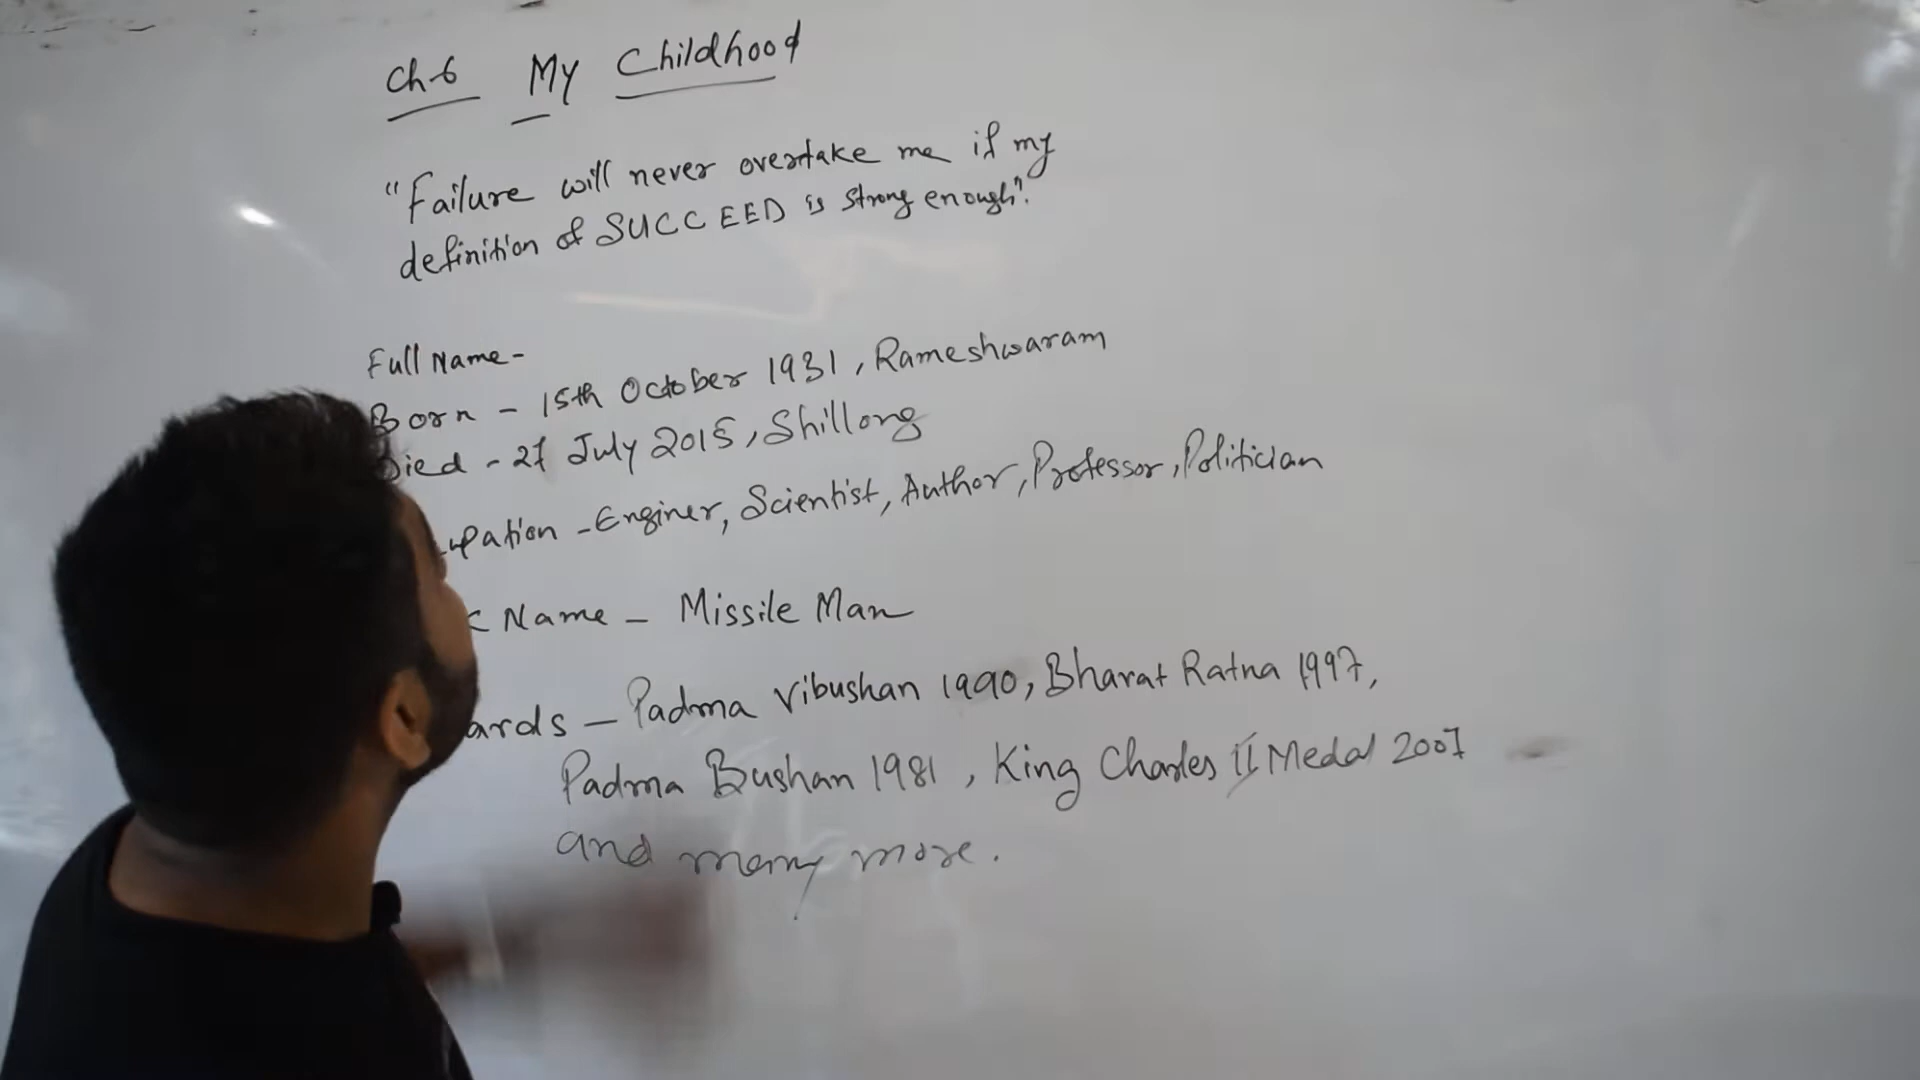 Ch-6 My Childhood
"Failure will never overtake me if my
definition of SUCCEED is strong enough".
Full Name -
Born - 15th October 1931, Rameshwaram
Died - 27 July 2015, Shillong
upation - Enginer, Scientist, Author, Professor, Politician
Name - Missile Man
ards - Padma Vibushan 1990, Bharat Ratna 1997,
Padma Bushan 1981, King Charles II Medal 2007
and many more.